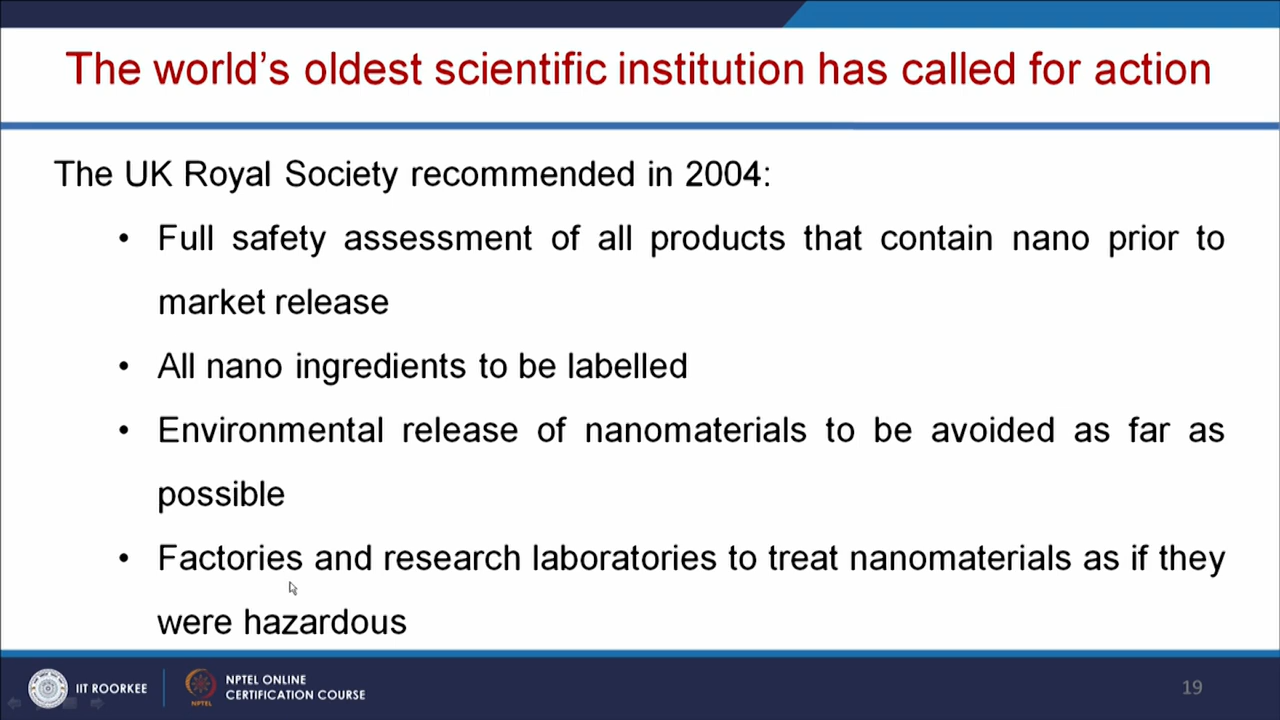 The world's oldest scientific institution has called for action
The UK Royal Society recommended in 2004:
• Full safety assessment of all products that contain nano prior to
market release
• All nano ingredients to be labelled
• Environmental release of nanomaterials to be avoided as far as
possible
• Factories and research laboratories to treat nanomaterials as if they
were hazardous
IIT ROORKEE
NPTEL
NPTEL ONLINE
CERTIFICATION COURSE
19